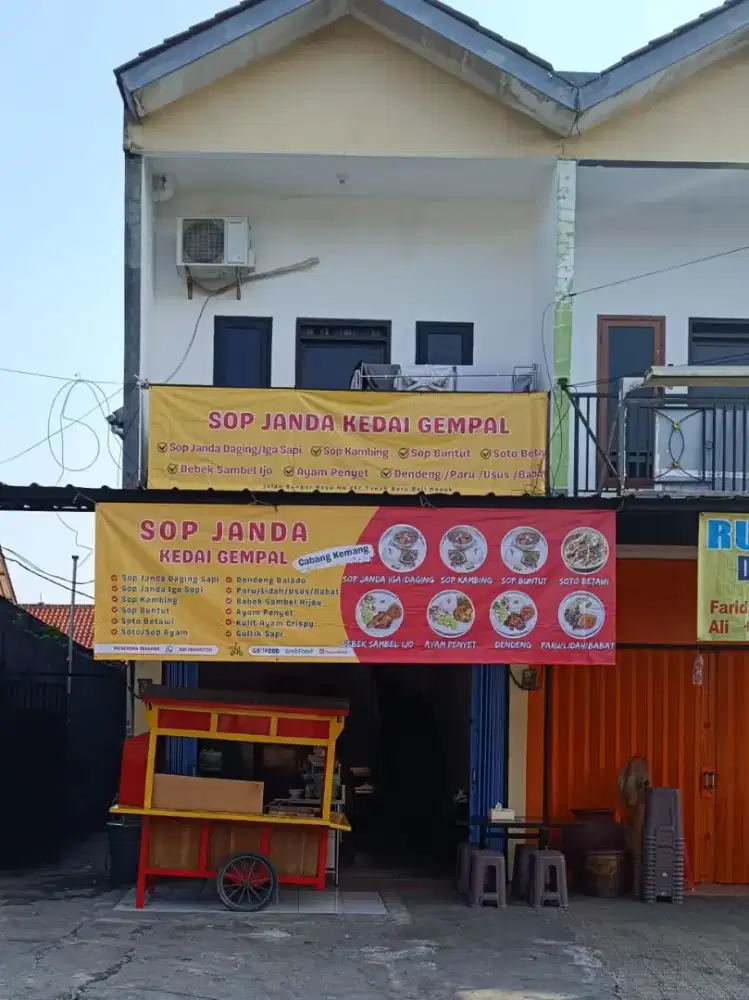 SOP JANDA KEDAI GEMPAL
Sop Janda Daging/Iga Sapi Sop Kambing Sop Buntut Soto Beta
Bebek Sambel Ijo Ayam Penyet Dendeng /Paru /Usus /Baba
SOP JANDA
KEDAI GEMPAL
Cabang Kemang
Sop Janda Daging Sapi
Sop Janda Iga Sapi
Sop Kambing
Sop Buntut
Soto Betawi
Soto/Sop Ayam
Dendeng Balado
Paru/Lidah/Usus/Babat
Bebek Sambel Hijau
Ayam Penyet
Kulit Ayam Crispy
Gultik Sapi
GOFOOD GrabFood
SOP JANDA IGA/DAGING SOP KAMBING SOP BUNTUT SOTO BETAWI
BEBEK SAMBEL IJO AYAM PENYET DENDENG PARU/LIDAH/BABAT
RU
D
Farid
Ali